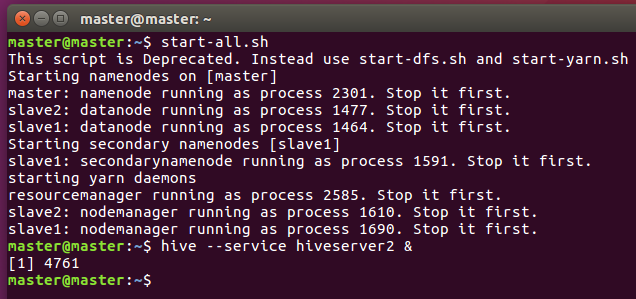 master@master: ~
master@master:~$ start-all.sh
This script is Deprecated. Instead use start-dfs.sh and start-yarn.sh
Starting namenodes on [master]
master: namenode running as process 2301. Stop it first.
slave2: datanode running as process 1477. Stop it first.
slave1: datanode running as process 1464. Stop it first.
Starting secondary namenodes [slave1]
slave1: secondarynamenode running as process 1591. Stop it first.
starting yarn daemons
resourcemanager running as process 2585. Stop it first.
slave2: nodemanager running as process 1610. Stop it first.
slave1: nodemanager running as process 1690. Stop it first.
master@master:~$ hive --service hiveserver2 &
[1] 4761
master@master:~$